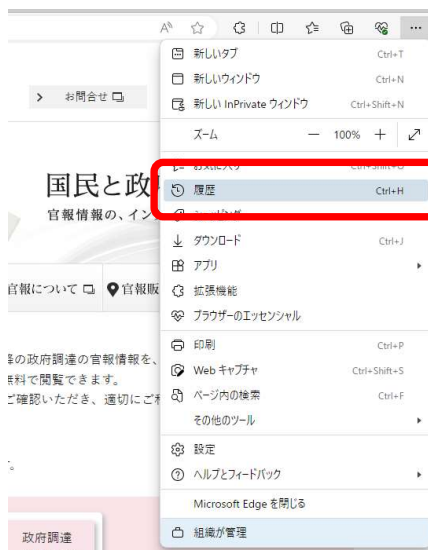 お問合せ
国民と政
官報情報の、イン
官報について
官報販
の政府調達の官報情報を、
料で閲覧できます。
ご確認いただき、適切にご
政府調達
新しいタブ Ctrl+T
新しいウィンドウ Ctrl+N
新しい InPrivate ウィンドウ Ctrl+Shift+N
ズーム 100%
履歴 Ctrl+H
ダウンロード Ctrl+J
アプリ
拡張機能
ブラウザーのエッセンシャル
印刷 Ctrl+P
Web キャプチャ Ctrl+Shift+S
ページ内の検索 Ctrl+F
その他のツール
設定
ヘルプとフィードバック
Microsoft Edge を閉じる
組織が管理